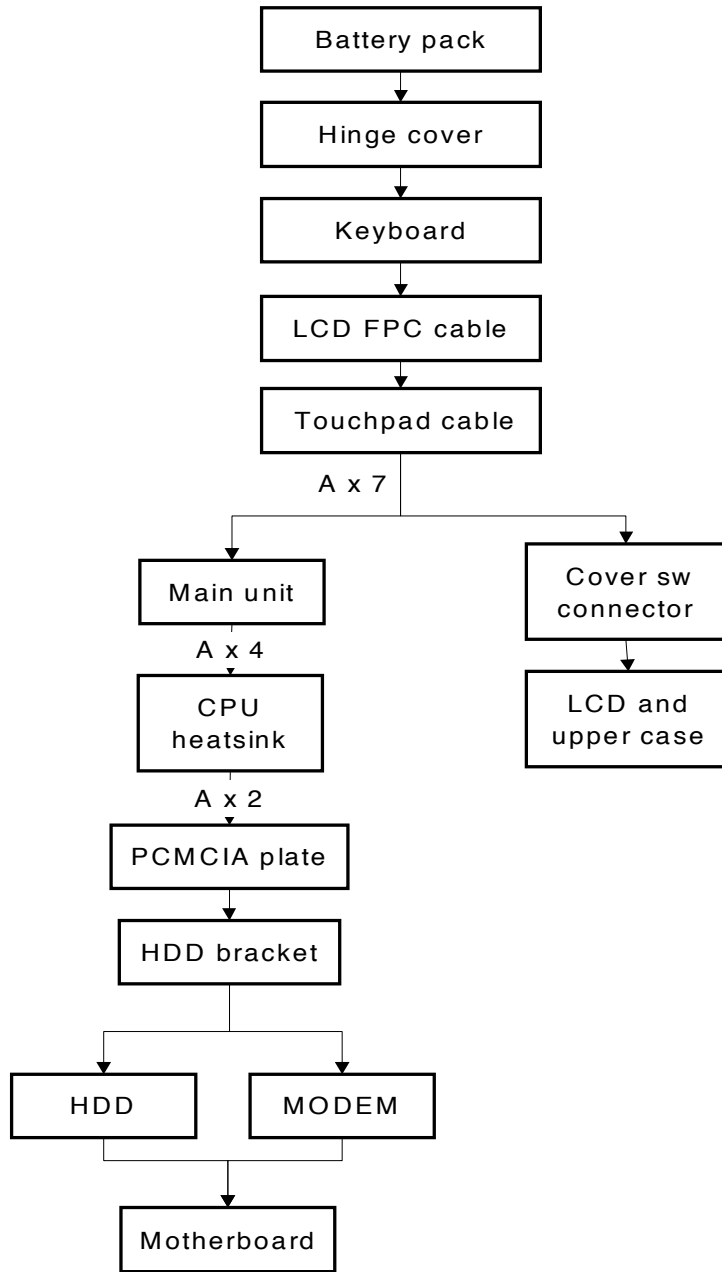 Battery pack
Hinge cover
Keyboard
LCD FPC cable
Touchpad cable
A x 7
Main unit
Cover sw
connector
A x 4
CPU
heatsink
LCD and
upper case
A x 2
PCMCIA plate
HDD bracket
HDD
MODEM
Motherboard